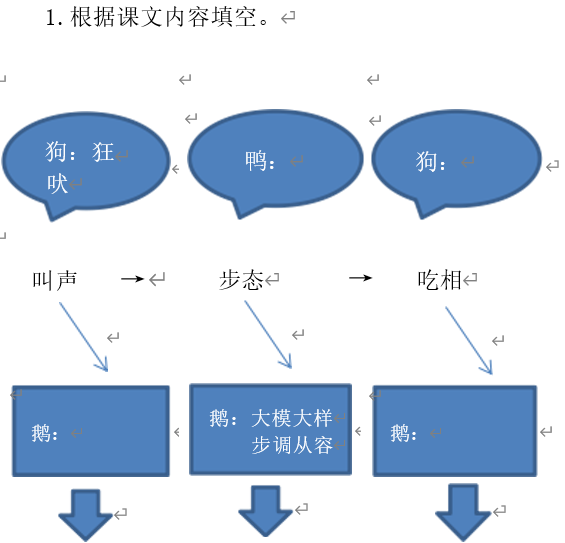 1.根据课文内容填空。
狗：狂
吠
鸭：
狗：
叫声 → 步态 → 吃相
鹅：
鹅：大模大样
步调从容
鹅：